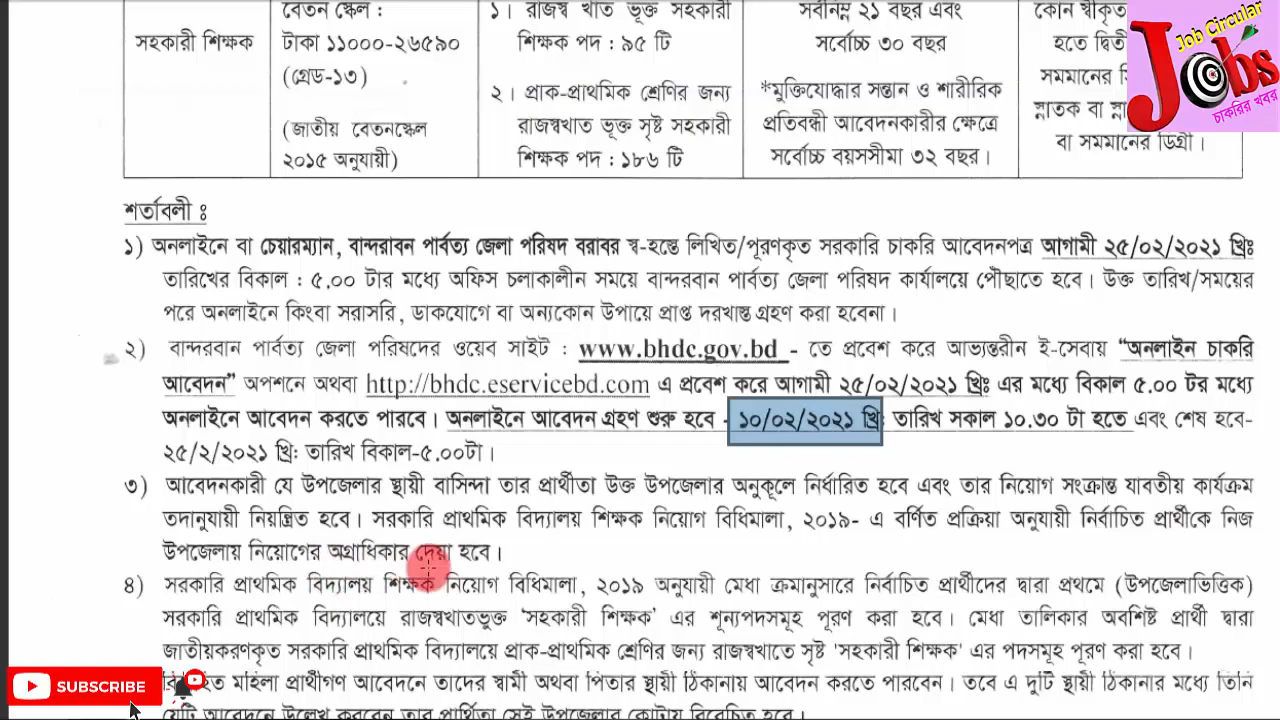 বেতন স্কেল :
১। রাজস্ব খাত ভূক্ত সহকারী
সর্বনিম্ন ২১ বছর এবং
সহকারী শিক্ষক
টাকা ১১০০০-২৬৫৯০
শিক্ষক পদ : ৯৫ টি
সর্বোচ্চ ৩০ বছর
(গ্রেড-১৩)
২। প্রাক-প্রাথমিক শ্রেণির জন্য
*মুক্তিযোদ্ধার সন্তান ও শারীরিক
(জাতীয় বেতনস্কেল
রাজস্বখাত ভূক্ত সৃষ্ট সহকারী
প্রতিবন্ধী আবেদনকারীর ক্ষেত্রে
২০১৫ অনুযায়ী)
শিক্ষক পদ : ১৮৬ টি
সর্বোচ্চ বয়সসীমা ৩২ বছর।
হতে দ্বিতী
সমমানের
স্নাতক বা
বা সমমানের ডিগ্রী।
Job Circular
Jobs
চাকরির খবর
শর্তাবলী ঃ
১) অনলাইনে বা চেয়ারম্যান, বান্দরাবন পার্বত্য জেলা পরিষদ বরাবর স্ব-হস্তে লিখিত/পূরণকৃত সরকারি চাকরি আবেদনপত্র আগামী ২৫/০২/২০২১ খ্রিঃ
তারিখের বিকাল : ৫.০০ টার মধ্যে অফিস চলাকালীন সময়ে বান্দরবান পার্বত্য জেলা পরিষদ কার্যালয়ে পৌছাতে হবে। উক্ত তারিখ/সময়ের
পরে অনলাইনে কিংবা সরাসরি, ডাকযোগে বা অন্যকোন উপায়ে প্রাপ্ত দরখাস্ত গ্রহণ করা হবেনা।
২) বান্দরবান পার্বত্য জেলা পরিষদের ওয়েব সাইট : www.bhdc.gov.bd - তে প্রবেশ করে আভ্যন্তরীন ই-সেবায় “অনলাইন চাকরি
আবেদন” অপশনে অথবা http://bhdc.eservicebd.com এ প্রবেশ করে আগামী ২৫/০২/২০২১ খ্রিঃ এর মধ্যে বিকাল ৫.০০ টর মধ্যে
অনলাইনে আবেদন করতে পারবে। অনলাইনে আবেদন গ্রহণ শুরু হবে - ১০/০২/২০২১ খ্রি: তারিখ সকাল ১০.৩০ টা হতে এবং শেষ হবে-
২৫/২/২০২১ খ্রি: তারিখ বিকাল-৫.০০টা।
৩) আবেদনকারী যে উপজেলার স্থায়ী বাসিন্দা তার প্রার্থীতা উক্ত উপজেলার অনুকূলে নির্ধারিত হবে এবং তার নিয়োগ সংক্রান্ত যাবতীয় কার্যক্রম
তদানুযায়ী নিয়ন্ত্রিত হবে। সরকারি প্রাথমিক বিদ্যালয় শিক্ষক নিয়োগ বিধিমালা, ২০১৯- এ বর্ণিত প্রক্রিয়া অনুযায়ী নির্বাচিত প্রার্থীকে নিজ
উপজেলায় নিয়োগের অগ্রাধিকার দেয়া হবে।
৪) সরকারি প্রাথমিক বিদ্যালয় শিক্ষক নিয়োগ বিধিমালা, ২০১৯ অনুযায়ী মেধা ক্রমানুসারে নির্বাচিত প্রার্থীদের দ্বারা প্রথমে (উপজেলাভিত্তিক)
সরকারি প্রাথমিক বিদ্যালয়ে রাজস্বখাতভুক্ত ‘সহকারী শিক্ষক’ এর শূন্যপদসমূহ পূরণ করা হবে। মেধা তালিকার অবশিষ্ট প্রার্থী দ্বারা
জাতীয়করণকৃত সরকারি প্রাথমিক বিদ্যালয়ে প্রাক-প্রাথমিক শ্রেণির জন্য রাজস্বখাতে সৃষ্ট ‘সহকারী শিক্ষক’ এর পদসমূহ পূরণ করা হবে।
মহিলা প্রার্থীগণ আবেদনে তাদের স্বামী অথবা পিতার স্থায়ী ঠিকানায় আবেদন করতে পারবেন। তবে এ দুটি স্থায়ী ঠিকানার মধ্যে তিনি
যেটি আবেদনে উল্লেখ করবেন তার প্রার্থিতা সেই উপজেলার কোটায় বিবেচিত হবে।
SUBSCRIBE